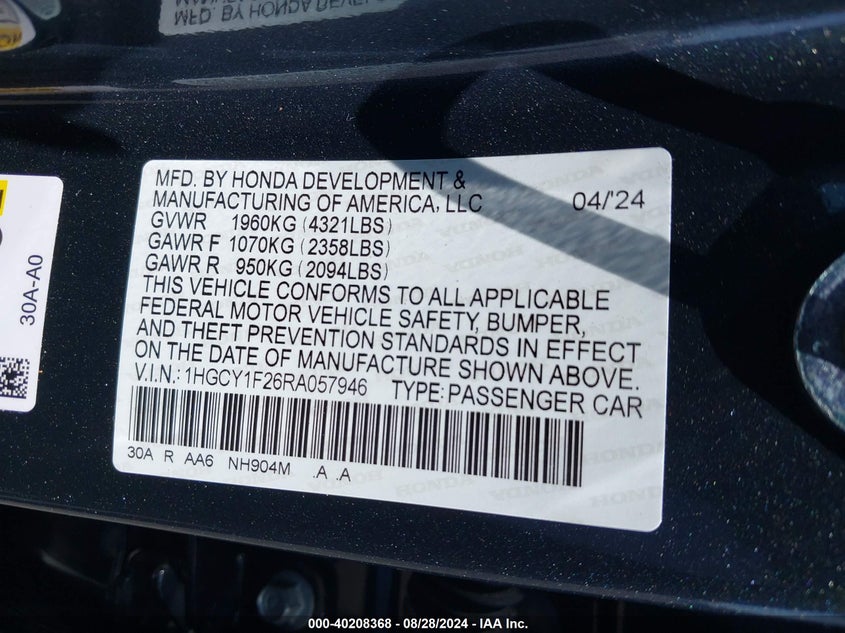 MFD. BY HONDA DEVELOPMENT &
MANUFACTURING OF AMERICA, LLC 04/'24
GVWR 1960KG (4321LBS)
GAWR F 1070KG (2358LBS)
GAWR R 950KG (2094LBS)
THIS VEHICLE CONFORMS TO ALL APPLICABLE
FEDERAL MOTOR VEHICLE SAFETY, BUMPER,
AND THEFT PREVENTION STANDARDS IN EFFECT
ON THE DATE OF MANUFACTURE SHOWN ABOVE.
V.I.N.: 1HGCY1F26RA057946 TYPE: PASSENGER CAR
30A R AA6 NH904M .A .A
30A-A0
000-40208368 - 08/28/2024 - IAA Inc.